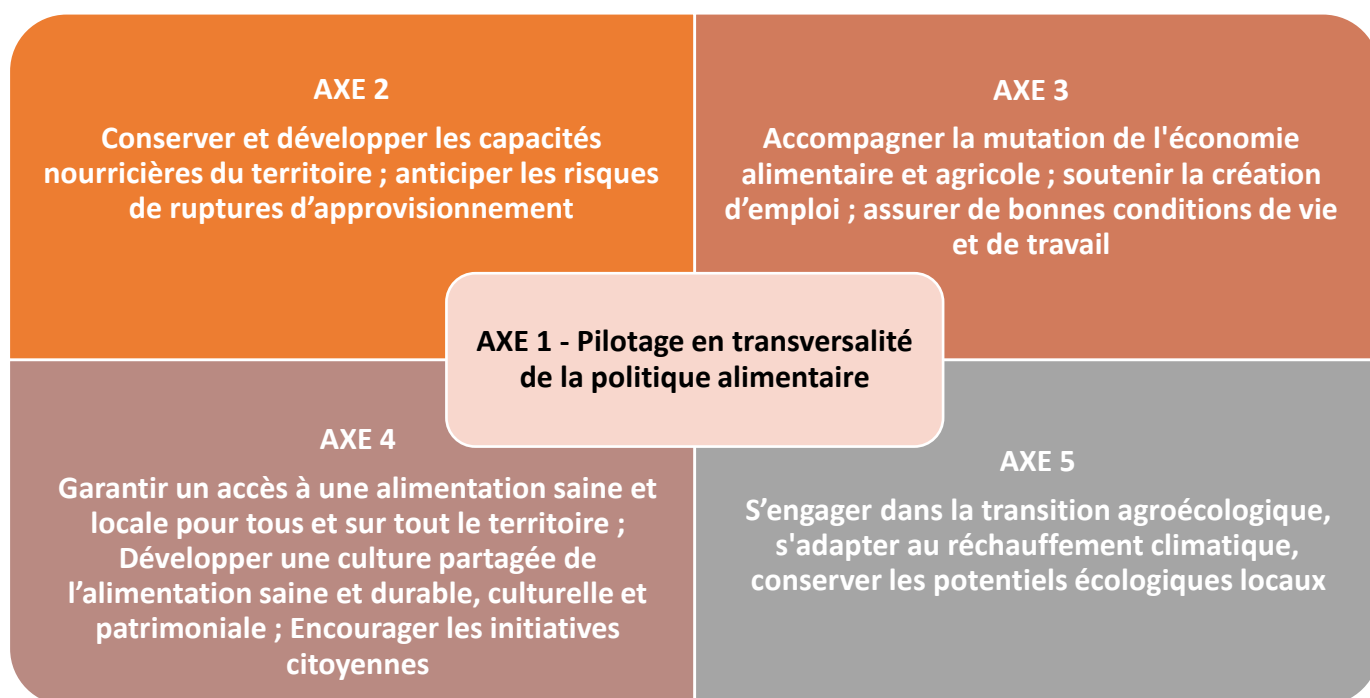 AXE 2
Conserver et développer les capacités
nourricières du territoire ; anticiper les risques
de ruptures d’approvisionnement
AXE 3
Accompagner la mutation de l'économie
alimentaire et agricole ; soutenir la création
d’emploi ; assurer de bonnes conditions de vie
et de travail
AXE 1 - Pilotage en transversalité
de la politique alimentaire
AXE 4
Garantir un accès à une alimentation saine et
locale pour tous et sur tout le territoire ;
Développer une culture partagée de
l’alimentation saine et durable, culturelle et
patrimoniale ; Encourager les initiatives
citoyennes
AXE 5
S’engager dans la transition agroécologique,
s'adapter au réchauffement climatique,
conserver les potentiels écologiques locaux